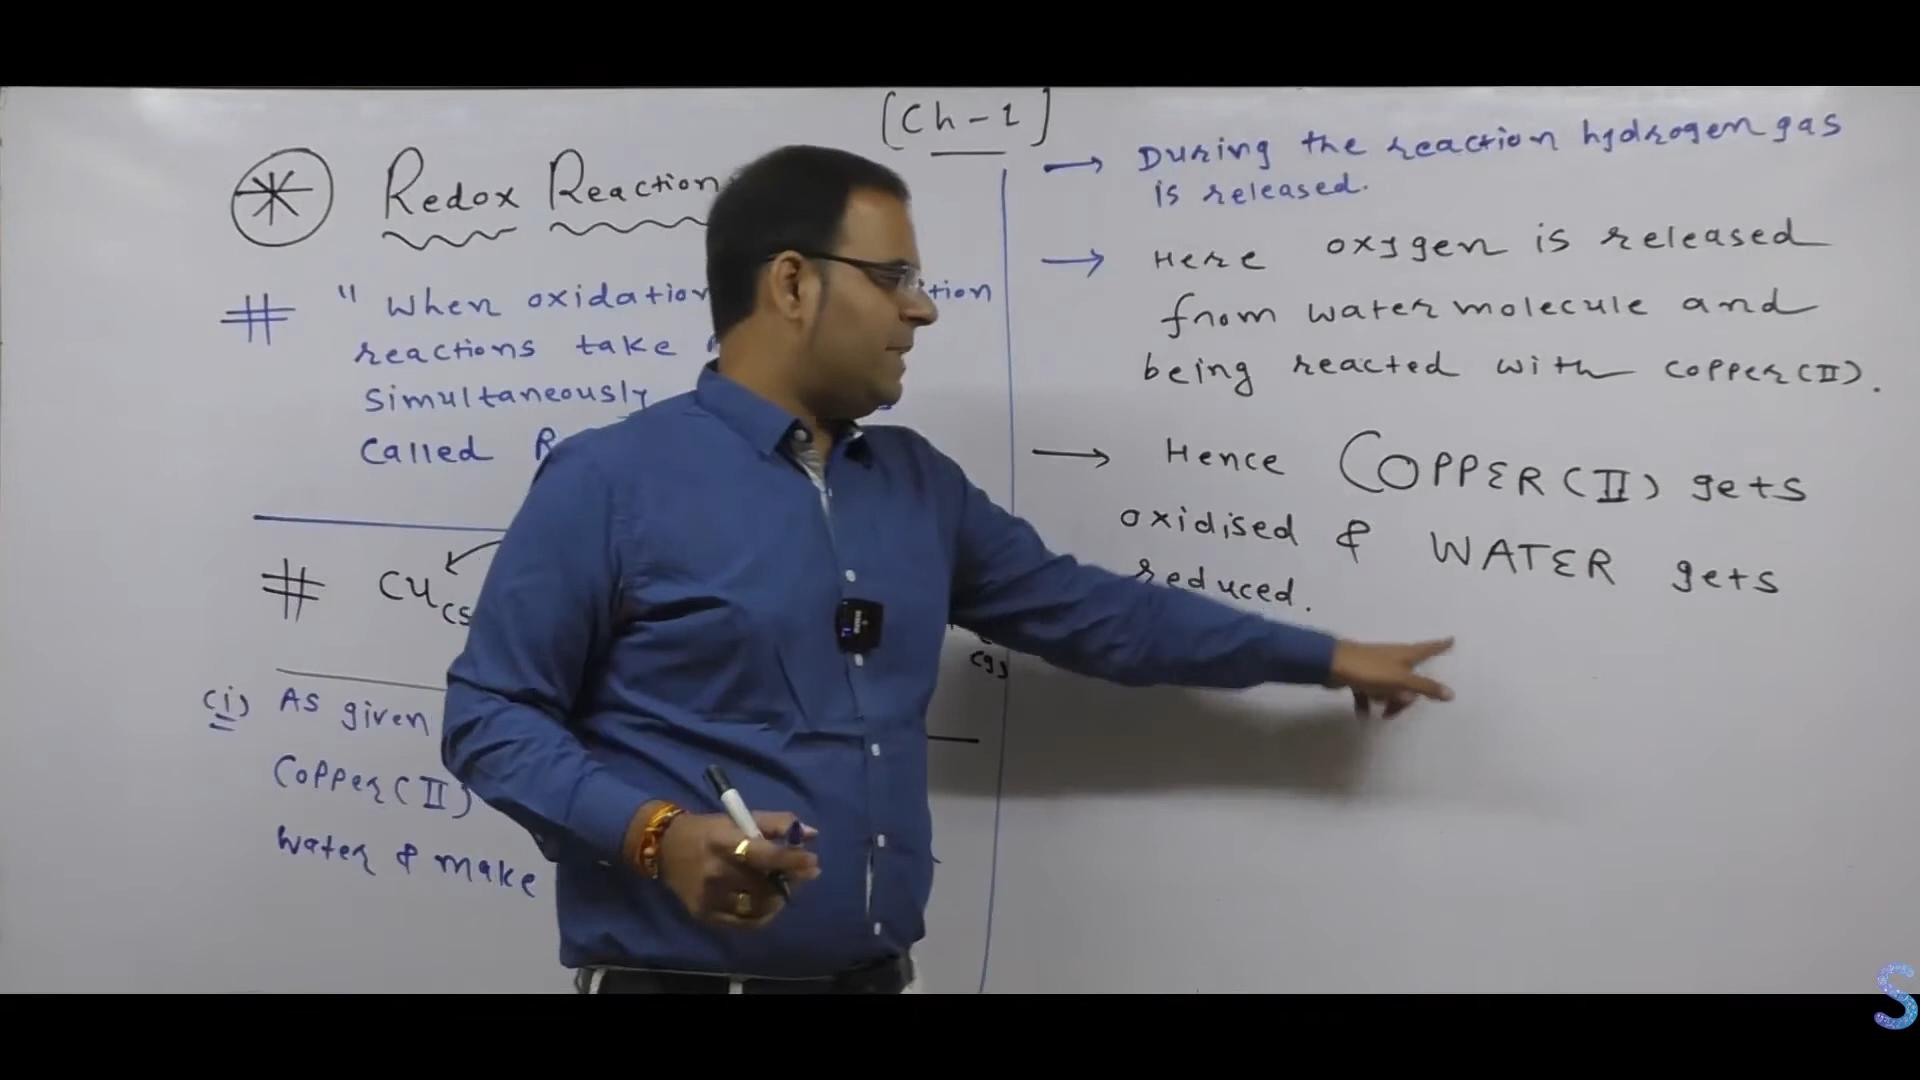 [Ch-1]
Redox Reaction
# " When oxidation
reactions take
simultaneously
called R
# Cu(s
(g)
(i) As given
Copper(II)
water & make
→ During the reaction hydrogen gas
is released.
→ Here oxygen is released
from water molecule and
being reacted with copper(II).
→ Hence COPPER(II) gets
oxidised & WATER gets
reduced.
S